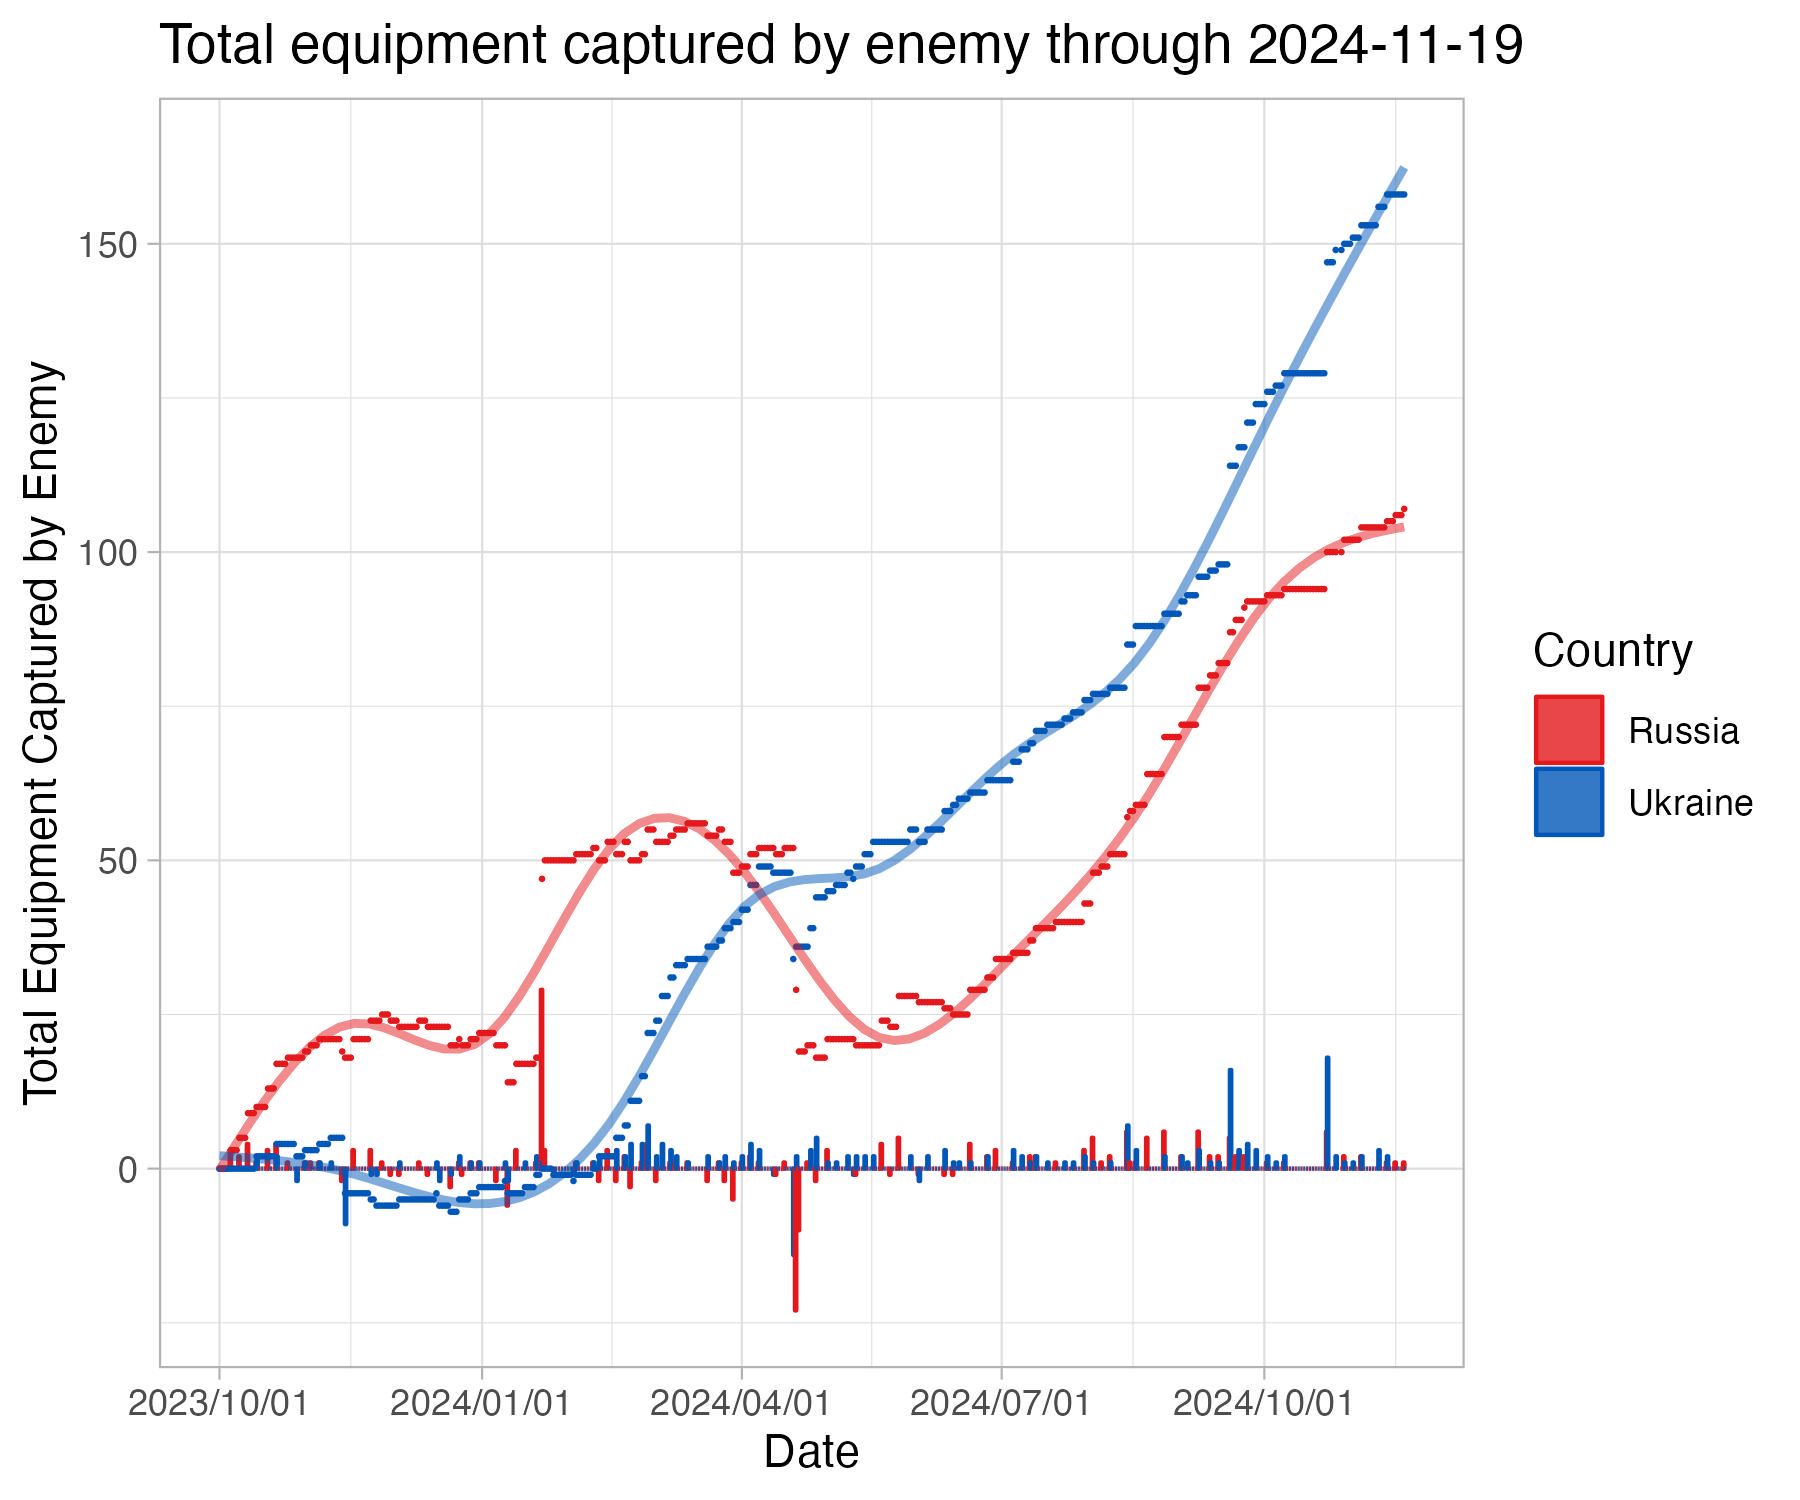 Total equipment captured by enemy through 2024-11-19
Total Equipment Captured by Enemy
150
100
50
0
2023/10/01
2024/01/01
2024/04/01
2024/07/01
2024/10/01
Date
Country
Russia
Ukraine